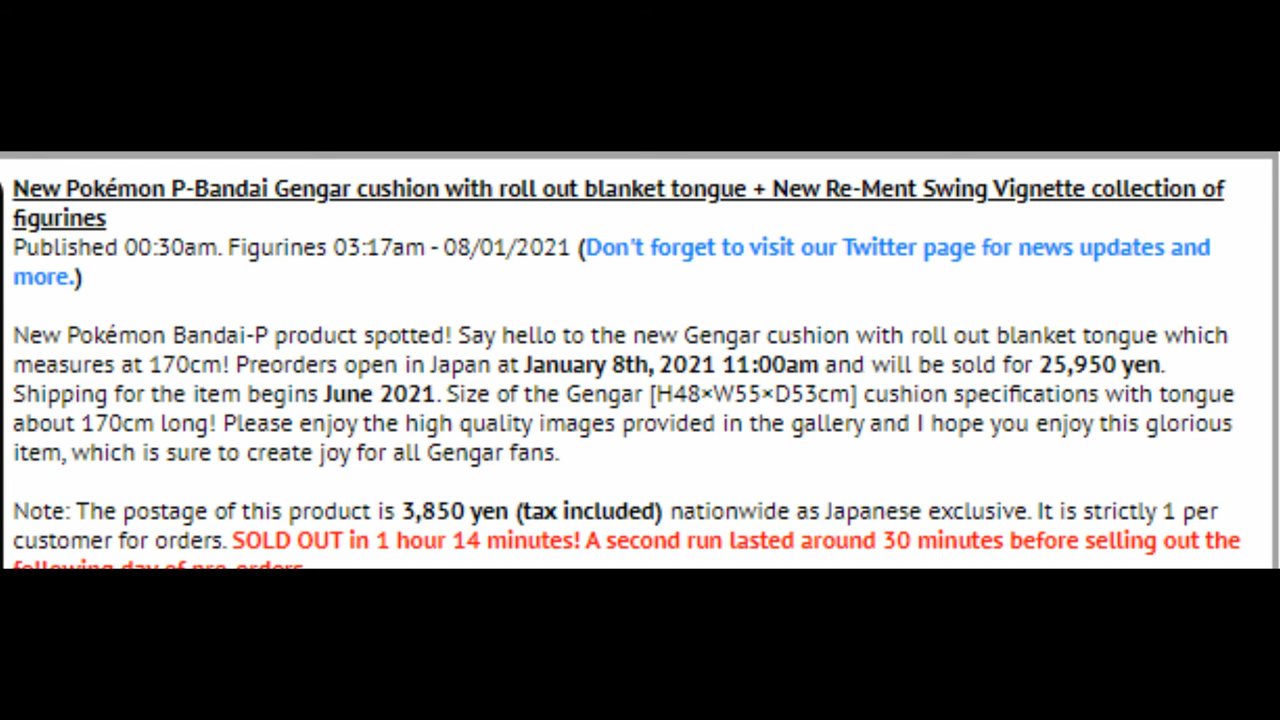 New Pokémon P-Bandai Gengar cushion with roll out blanket tongue + New Re-Ment Swing Vignette collection of
figurines
Published 00:30am. Figurines 03:17am - 08/01/2021 (Don't forget to visit our Twitter page for news updates and
more.)
New Pokémon Bandai-P product spotted! Say hello to the new Gengar cushion with roll out blanket tongue which
measures at 170cm! Preorders open in Japan at January 8th, 2021 11:00am and will be sold for 25,950 yen.
Shipping for the item begins June 2021. Size of the Gengar [H48×W55×D53cm] cushion specifications with tongue
about 170cm long! Please enjoy the high quality images provided in the gallery and I hope you enjoy this glorious
item, which is sure to create joy for all Gengar fans.
Note: The postage of this product is 3,850 yen (tax included) nationwide as Japanese exclusive. It is strictly 1 per
customer for orders. SOLD OUT in 1 hour 14 minutes! A second run lasted around 30 minutes before selling out the
following day of pre-orders